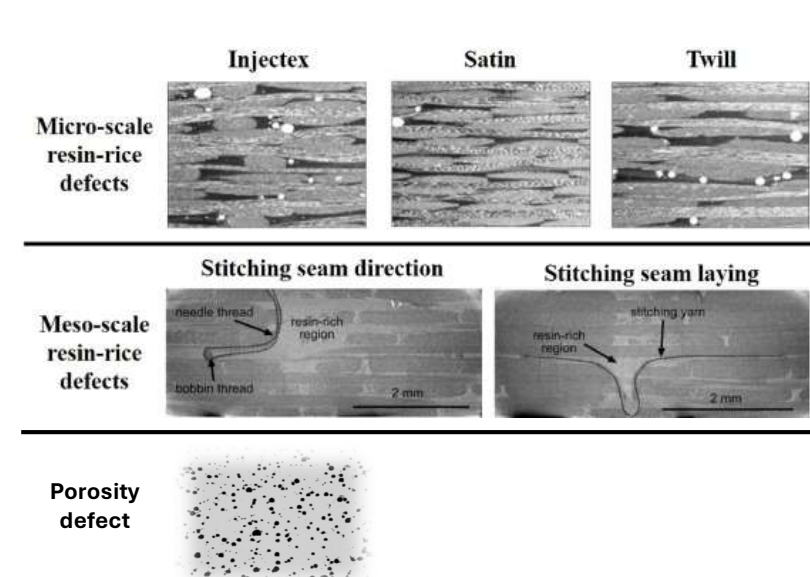 Injectex
Satin
Twill
Micro-scale
resin-rice
defects
Stitching seam direction
Stitching seam laying
Meso-scale
resin-rice
defects
needle thread
resin-rich
region
bobbin thread
2 mm
stitching yarn
resin-rich
region
2 mm
Porosity
defect